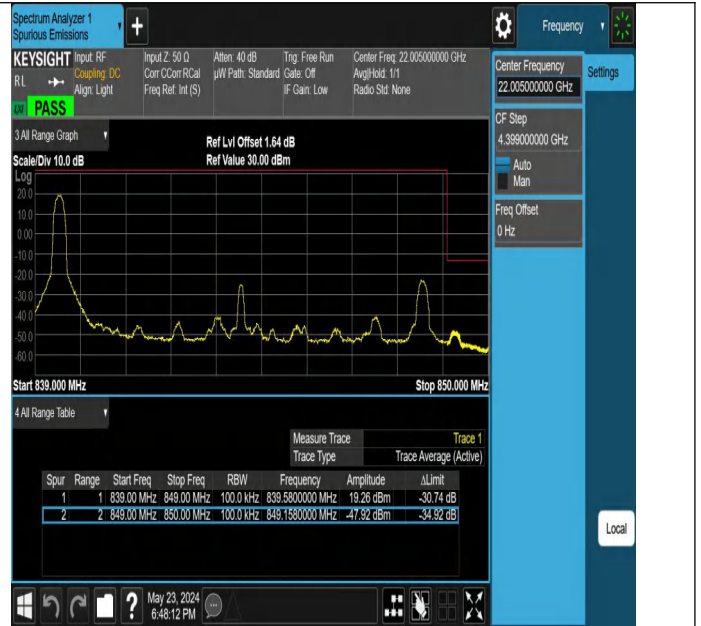 Spectrum Analyzer 1
Spurious Emissions
Frequency
KEYSIGHT
Input: RF
Input Z: 50 Ω
Atten: 40 dB
Trig: Free Run
Center Freq: 22.005000000 GHz
RL
Coupling: DC
Corr CCorr RCal
µW Path: Standard
Gate: Off
Avg|Hold: 1/1
Align: Light
Freq Ref: Int (S)
IF Gain: Low
Radio Std: None
LXI
PASS
Center Frequency
22.005000000 GHz
Settings
CF Step
4.399000000 GHz
Auto
Man
Freq Offset
0 Hz
3 All Range Graph
Ref Lvl Offset 1.64 dB
Scale/Div 10.0 dB
Ref Value 30.00 dBm
Log
20.0
10.0
0.00
-10.0
-20.0
-30.0
-40.0
-50.0
-60.0
Start 839.000 MHz
Stop 850.000 MHz
4 All Range Table
Measure Trace
Trace 1
Trace Type
Trace Average (Active)
Spur Range Start Freq Stop Freq RBW Frequency Amplitude ΔLimit
1 1 839.00 MHz 849.00 MHz 100.0 kHz 839.5800000 MHz 19.26 dBm -30.74 dB
2 2 849.00 MHz 850.00 MHz 100.0 kHz 849.1580000 MHz -47.92 dBm -34.92 dB
Local
?
May 23, 2024
6:48:12 PM